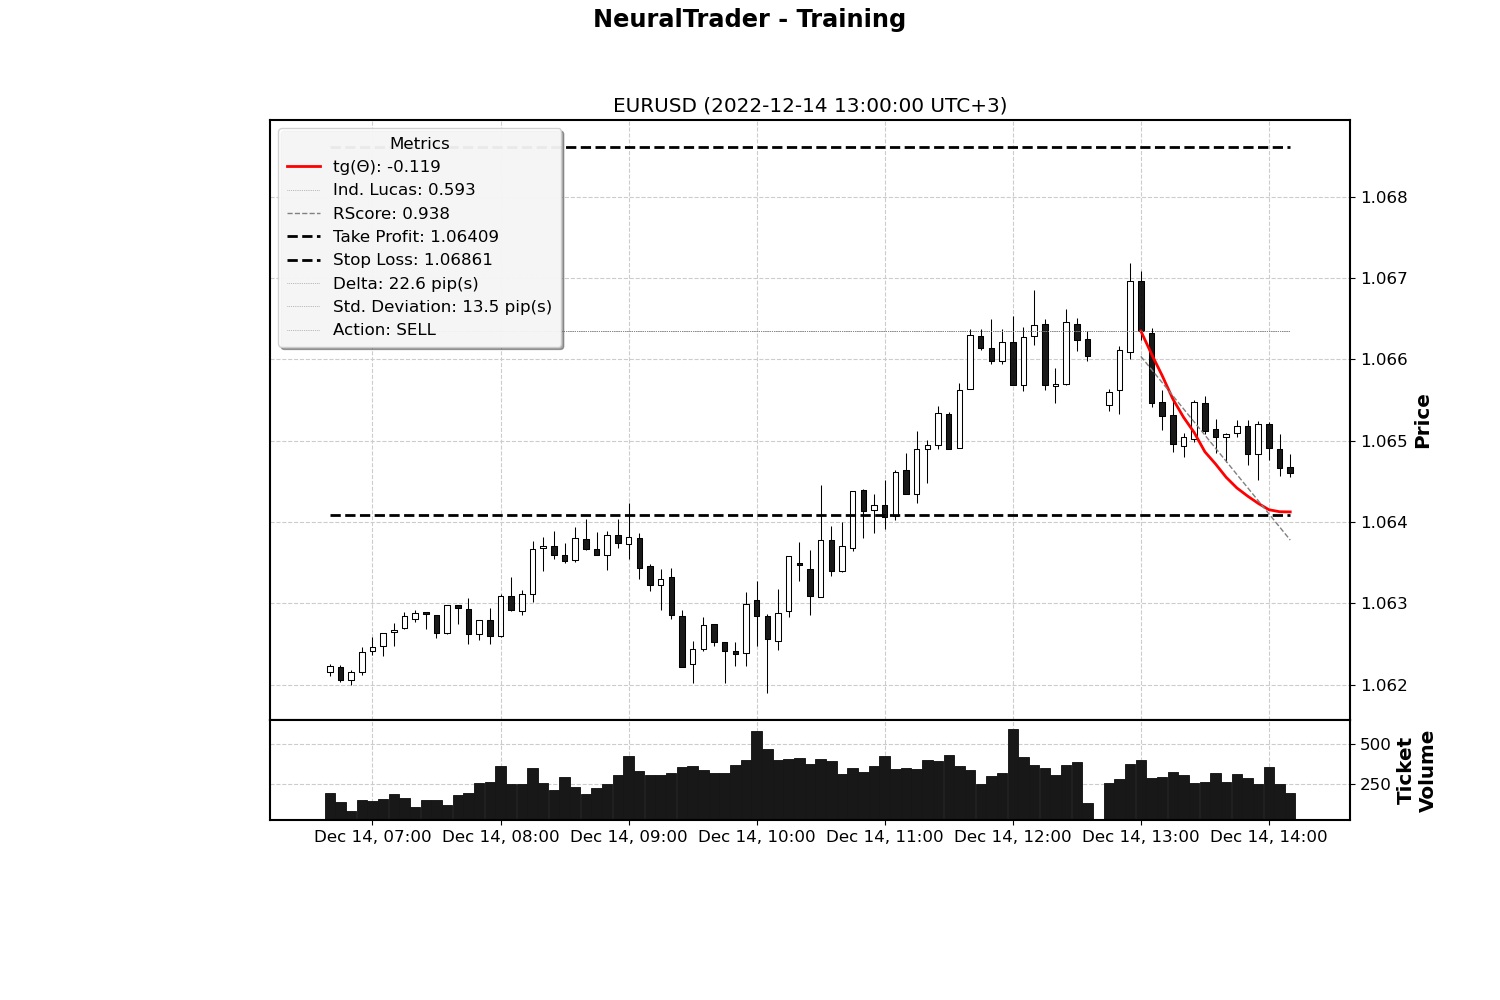 NeuralTrader - Training
EURUSD (2022-12-14 13:00:00 UTC+3)
Metrics
tg(Θ): -0.119
Ind. Lucas: 0.593
RScore: 0.938
Take Profit: 1.06409
Stop Loss: 1.06861
Delta: 22.6 pip(s)
Std. Deviation: 13.5 pip(s)
Action: SELL
1.068
1.067
1.066
1.065
1.064
1.063
1.062
Price
500
250
Ticket
Volume
Dec 14, 07:00 Dec 14, 08:00 Dec 14, 09:00 Dec 14, 10:00 Dec 14, 11:00 Dec 14, 12:00 Dec 14, 13:00 Dec 14, 14:00